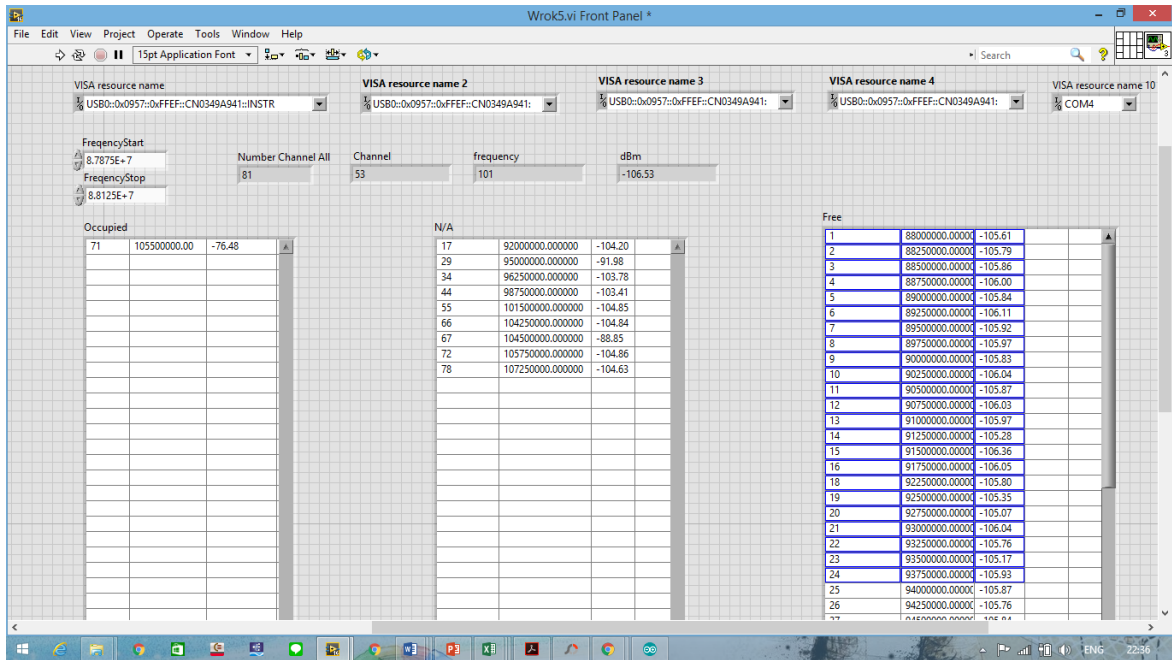 Wrok5.vi Front Panel *
File Edit View Project Operate Tools Window Help
15pt Application Font
Search
3
VISA resource name
USB0::0x0957::0xFFEF::CN0349A941::INSTR
VISA resource name 2
USB0::0x0957::0xFFEF::CN0349A941:
VISA resource name 3
USB0::0x0957::0xFFEF::CN0349A941:
VISA resource name 4
USB0::0x0957::0xFFEF::CN0349A941:
VISA resource name 10
COM4
FreqencyStart
8.7875E+7
FreqencyStop
8.8125E+7
Number Channel All
81
Channel
53
frequency
101
dBm
-106.53
Occupied
71 105500000.00 -76.48
N/A
17 92000000.000000 -104.20
29 95000000.000000 -91.98
34 96250000.000000 -103.78
44 98750000.000000 -103.41
55 101500000.000000 -104.85
66 104250000.000000 -104.84
67 104500000.000000 -88.85
72 105750000.000000 -104.86
78 107250000.000000 -104.63
Free
1 88000000.00000 -105.61
2 88250000.00000 -105.79
3 88500000.00000 -105.86
4 88750000.00000 -106.00
5 89000000.00000 -105.84
6 89250000.00000 -106.11
7 89500000.00000 -105.92
8 89750000.00000 -105.97
9 90000000.00000 -105.83
10 90250000.00000 -106.04
11 90500000.00000 -105.87
12 90750000.00000 -106.03
13 91000000.00000 -105.97
14 91250000.00000 -105.28
15 91500000.00000 -106.36
16 91750000.00000 -106.05
18 92250000.00000 -105.80
19 92500000.00000 -105.35
20 92750000.00000 -105.07
21 93000000.00000 -106.04
22 93250000.00000 -105.76
23 93500000.00000 -105.17
24 93750000.00000 -105.93
25 94000000.00000 -105.87
26 94250000.00000 -105.76
ENG 22:36